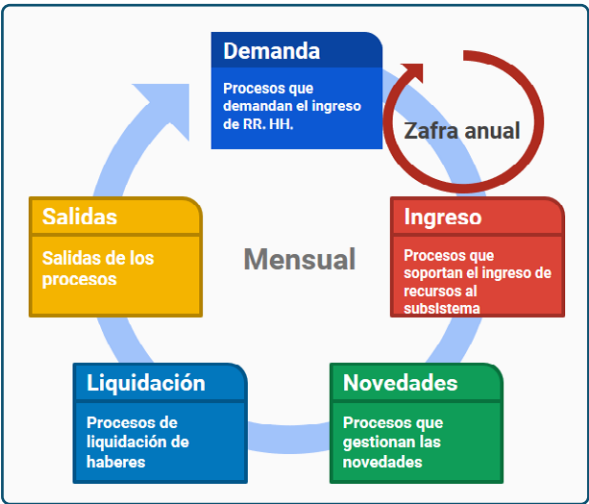 Demanda
Procesos que
demandan el ingreso
de RR. HH.
Zafra anual
Salidas
Salidas de los
procesos
Mensual
Ingreso
Procesos que
soportan el ingreso de
recursos al
subsistema
Liquidación
Procesos de
liquidación de
haberes
Novedades
Procesos que
gestionan las
novedades